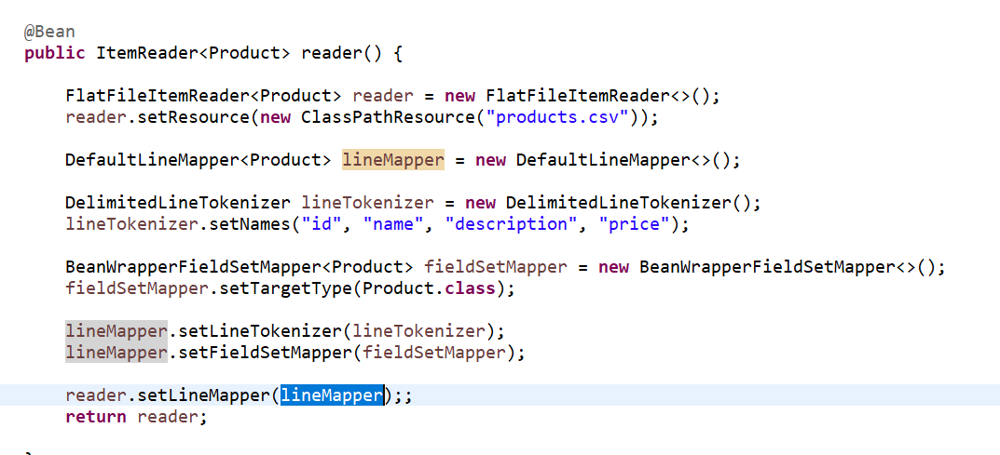 @Bean
public ItemReader<Product> reader() {
FlatFileItemReader<Product> reader = new FlatFileItemReader<>();
reader.setResource(new ClassPathResource("products.csv"));
DefaultLineMapper<Product> lineMapper = new DefaultLineMapper<>();
DelimitedLineTokenizer lineTokenizer = new DelimitedLineTokenizer();
lineTokenizer.setNames("id", "name", "description", "price");
BeanWrapperFieldSetMapper<Product> fieldSetMapper = new BeanWrapperFieldSetMapper<>();
fieldSetMapper.setTargetType(Product.class);
lineMapper.setLineTokenizer(lineTokenizer);
lineMapper.setFieldSetMapper(fieldSetMapper);
reader.setLineMapper(lineMapper);;
return reader;